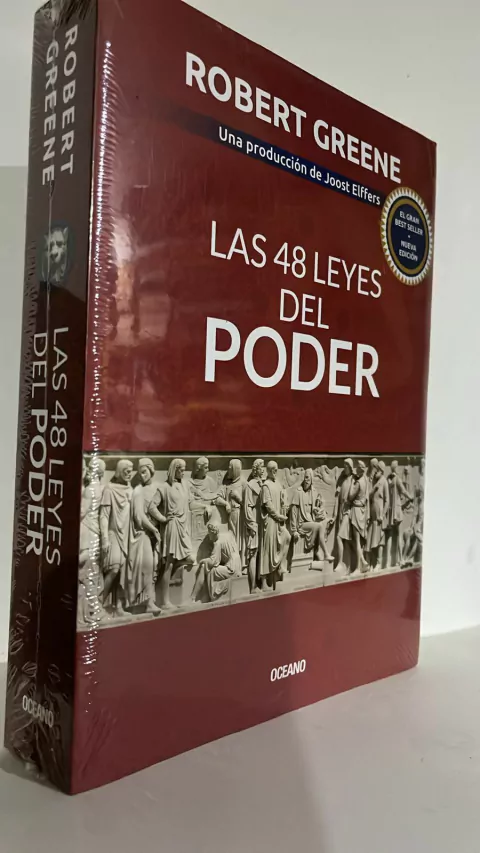 ROBERT GREENE
Una producción de Joost Elffers
EL GRAN
BEST SELLER
•
NUEVA
EDICIÓN
LAS 48 LEYES
DEL
PODER
OCEANO
ROBERT
GREENE
LAS 48 LEYES
DEL PODER
OCEANO